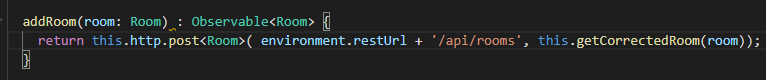 addRoom(room: Room) : Observable<Room> {
return this.http.post<Room>( environment.restUrl + '/api/rooms', this.getCorrectedRoom(room));
}